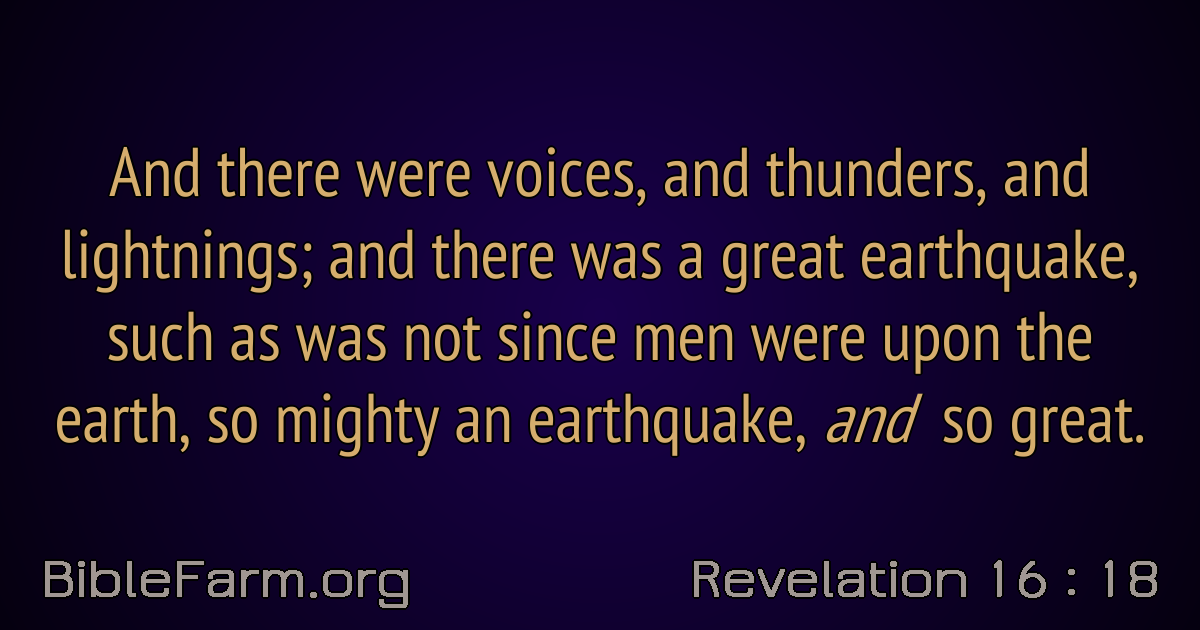 And there were voices, and thunders, and
lightnings; and there was a great earthquake,
such as was not since men were upon the
earth, so mighty an earthquake, and so great.
BibleFarm.org
Revelation 16 : 18